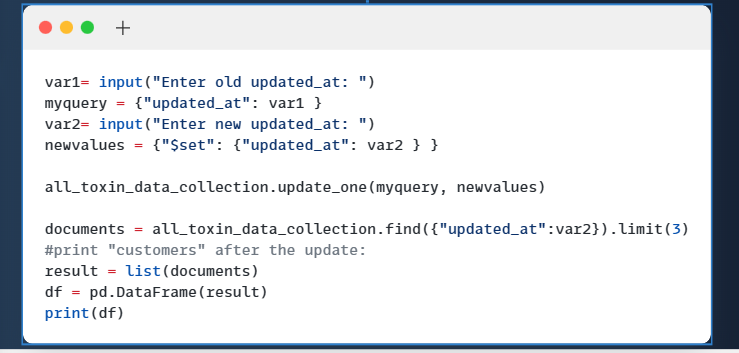 var1= input("Enter old updated_at: ")
myquery = {"updated_at": var1 }
var2= input("Enter new updated_at: ")
newvalues = {"$set": {"updated_at": var2 } }
all_toxin_data_collection.update_one(myquery, newvalues)
documents = all_toxin_data_collection.find({"updated_at":var2}).limit(3)
#print "customers" after the update:
result = list(documents)
df = pd.DataFrame(result)
print(df)